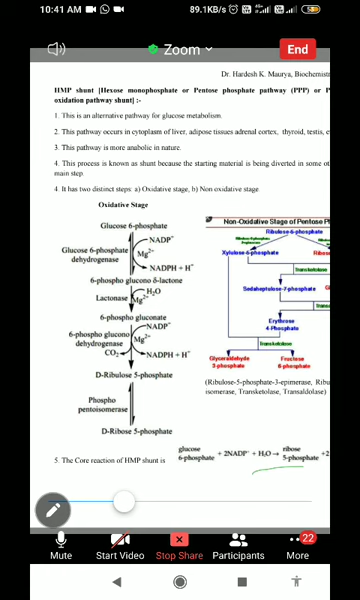 10:41 AM
89.1KB/s
Zoom
End
Dr. Hardesh K. Maurya, Biochemistr
HMP shunt [Hexose monophosphate or Pentose phosphate pathway (PPP) or P
oxidation pathway shunt] :-
1. This is an alternative pathway for glucose metabolism.
2. This pathway occurs in cytoplasm of liver, adipose tissues adrenal cortex, thyroid, testis, e
3. This pathway is more anabolic in nature.
4. This process is known as shunt because the starting material is being diverted in some ot
main step
4. It has two distinct steps: a) Oxidative stage, b) Non oxidative stage.
Oxidative Stage
Glucose 6-phosphate
Glucose 6-phosphate
dehydrogenase
NADP⁺
Mg²⁺
NADPH + H⁺
6-phospho glucono δ-lactone
Lactonase
H₂O
Mg²⁺
6-phospho gluconate
6-phospho glucono
dehydrogenase
NADP⁺
Mg²⁺
CO₂
NADPH + H⁺
D-Ribulose 5-phosphate
Phospho
pentoisomerase
D-Ribose 5-phosphate
Non-Oxidative Stage of Pentose P
Ribulose-5-phosphate
Xylulose-5-phosphate
Ribose
Transketolase
Sedaheptulose-7-phosphate
Erythrose
4-Phosphate
Transketolase
Glyceraldehyde
3-phosphate
Fructose
6-phosphate
(Ribulose-5-phosphate-3-epimerase, Ribu
isomerase, Transketolase, Transaldolase)
5. The Core reaction of HMP shunt is
glucose
6-phosphate + 2NADP⁺ + H₂O → ribose
5-phosphate +2
Mute
Start Video
Stop Share
Participants
22
More